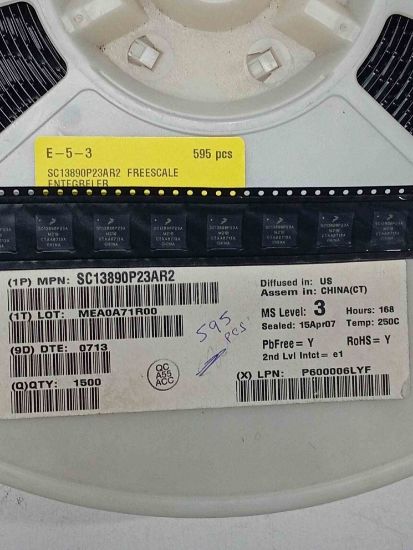 E-5-3 595 pcs
SC13890P23AR2 FREESCALE
ENTEGRELER
(1P) MPN: SC13890P23AR2
(1T) LOT: MEA0A71R00
(9D) DTE: 0713
(Q)QTY: 1500
595
pcs
QC
A55
ACC
Diffused in: US
Assem in: CHINA(CT)
MS Level: 3 Hours: 168
Sealed: 15Apr07 Temp: 250C
PbFree= Y RoHS= Y
2nd Lvl Intct= e1
(X) LPN: P600006LYF